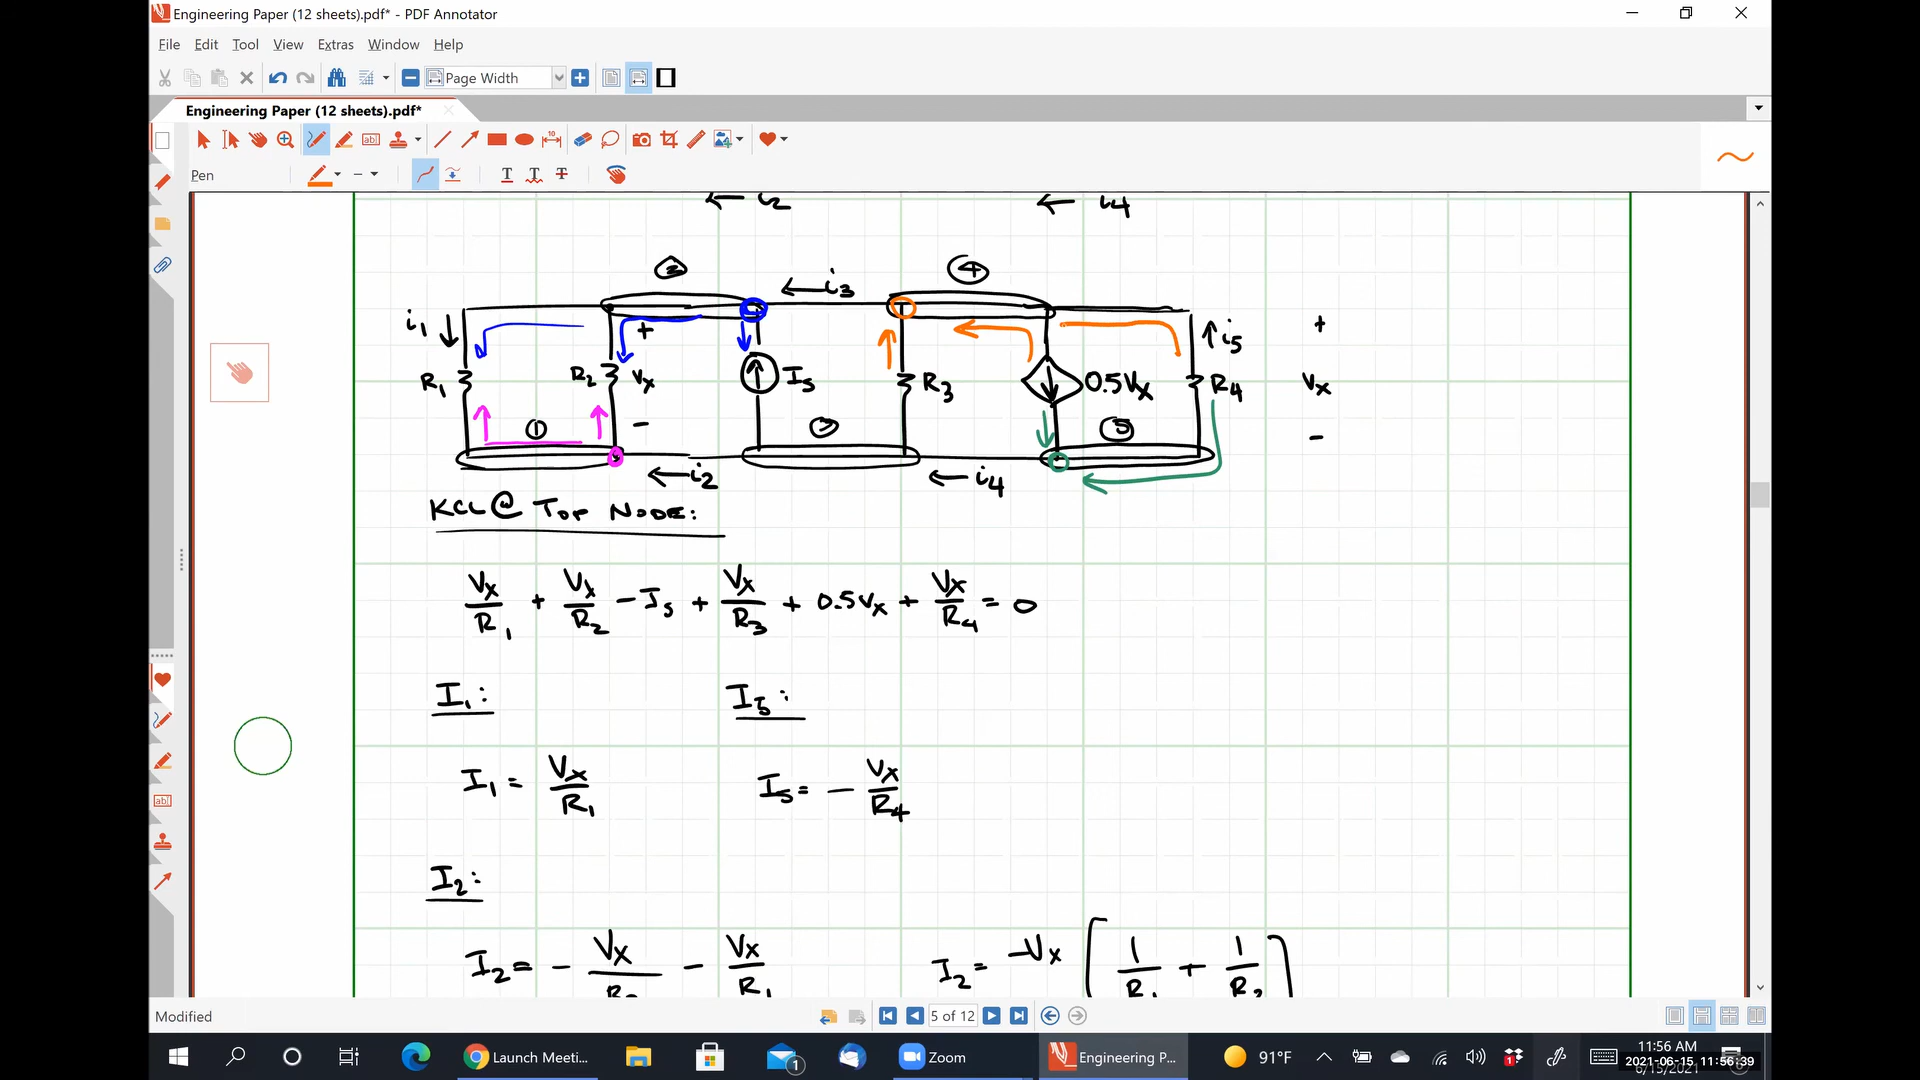 Engineering Paper (12 sheets).pdf* - PDF Annotator
File Edit Tool View Extras Window Help
Page Width
Engineering Paper (12 sheets).pdf*
Pen
← i2 ← i4
② ④
← i3
i1 ↓ + ↑ i5 +
R1 R2 Vx Is R3 0.5Vx R4 Vx
① - ③ ⑤ -
← i2 ← i4
KCL @ TOP NODE:
Vx/R1 + Vx/R2 - Is + Vx/R3 + 0.5Vx + Vx/R4 = 0
I1: I5:
I1 = Vx/R1 I5 = - Vx/R4
I2:
I2 = - Vx/R2 - Vx/R1 I2 = -Vx [1/R1 + 1/R2]
Modified
5 of 12
Launch Meeti...
1
Zoom
Engineering P...
91°F
1
11:56 AM
2021-06-15, 11:56:39
6/15/2021